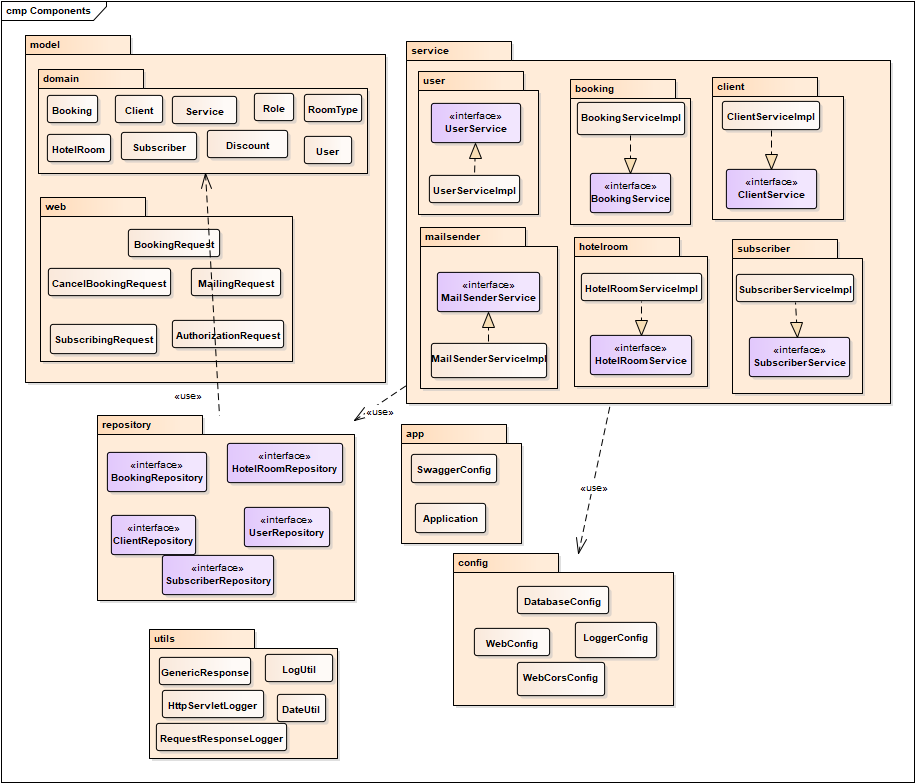 cmp Components
model
domain
Booking
Client
Service
Role
RoomType
HotelRoom
Subscriber
Discount
User
web
BookingRequest
CancelBookingRequest
MailingRequest
SubscribingRequest
AuthorizationRequest
service
user
«interface»
UserService
UserServiceImpl
booking
BookingServiceImpl
«interface»
BookingService
client
ClientServiceImpl
«interface»
ClientService
mailsender
«interface»
MailSenderService
MailSenderServiceImpl
hotelroom
HotelRoomServiceImpl
«interface»
HotelRoomService
subscriber
SubscriberServiceImpl
«interface»
SubscriberService
«use»
«use»
«use»
repository
«interface»
BookingRepository
«interface»
HotelRoomRepository
«interface»
ClientRepository
«interface»
UserRepository
«interface»
SubscriberRepository
app
SwaggerConfig
Application
config
DatabaseConfig
WebConfig
LoggerConfig
WebCorsConfig
utils
GenericResponse
LogUtil
HttpServletLogger
DateUtil
RequestResponseLogger